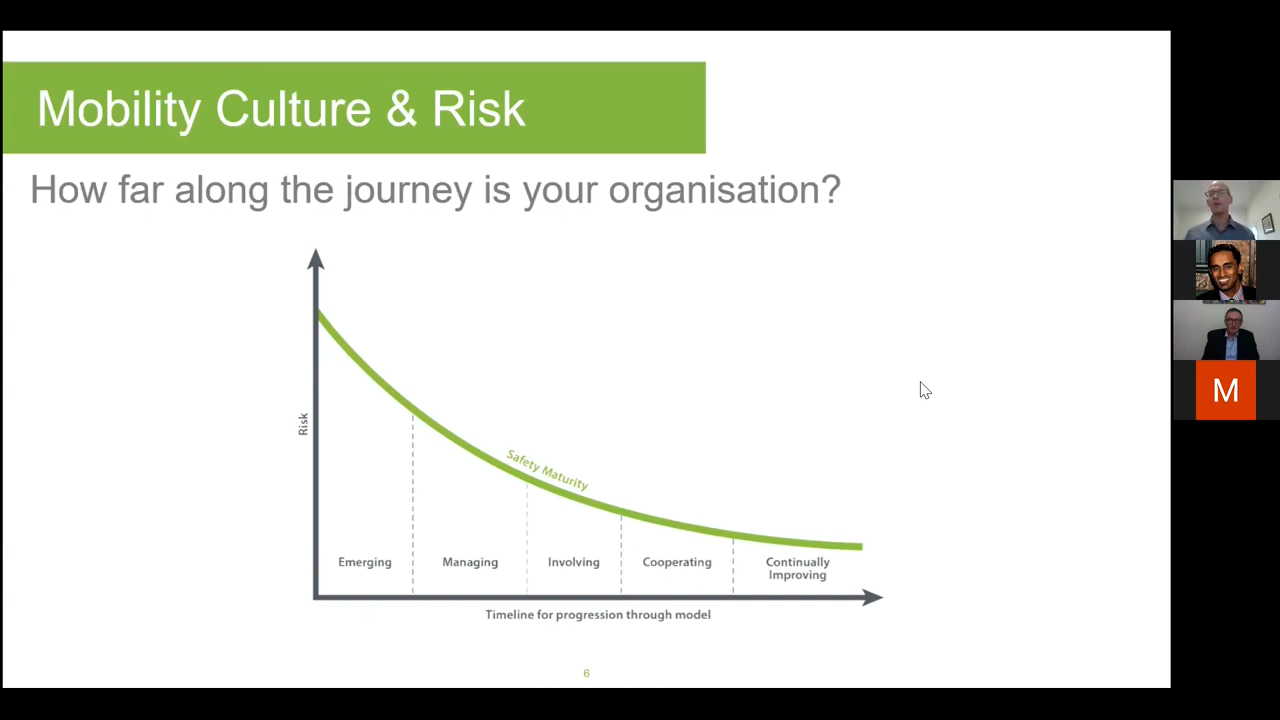 Mobility Culture & Risk
How far along the journey is your organisation?
Risk
Safety Maturity
Emerging
Managing
Involving
Cooperating
Continually
Improving
Timeline for progression through model
6
M